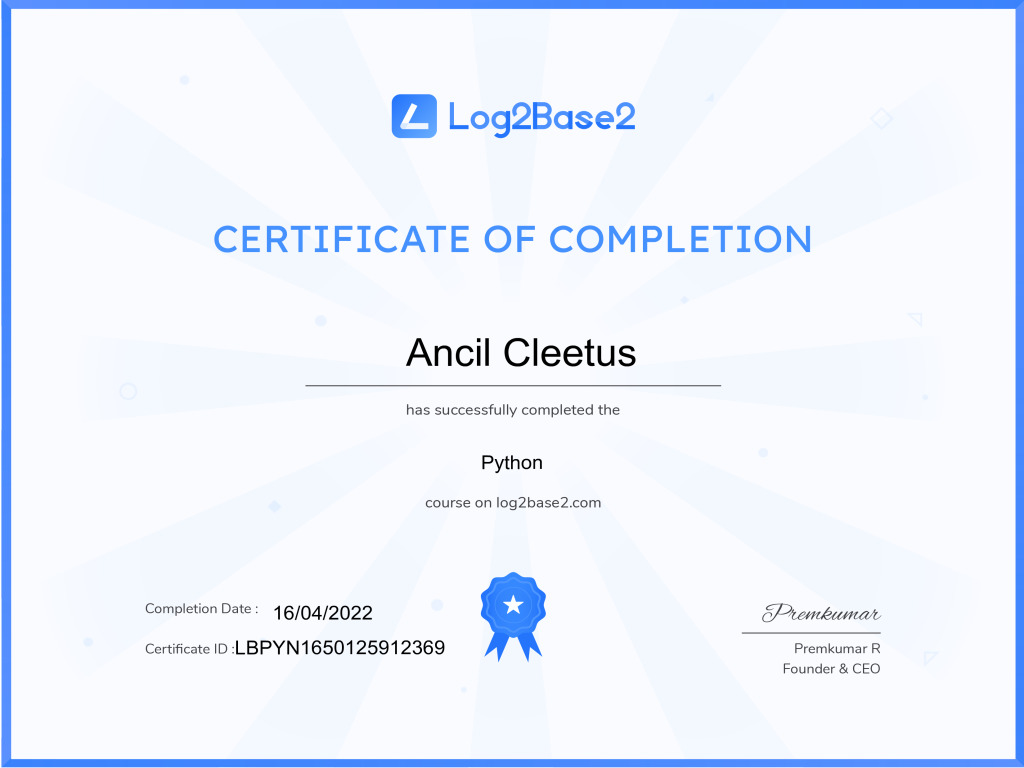 Log2Base2
CERTIFICATE OF COMPLETION
Ancil Cleetus
has successfully completed the
Python
course on log2base2.com
Completion Date : 16/04/2022
Certificate ID :LBPYN1650125912369
Premkumar
Premkumar R
Founder & CEO